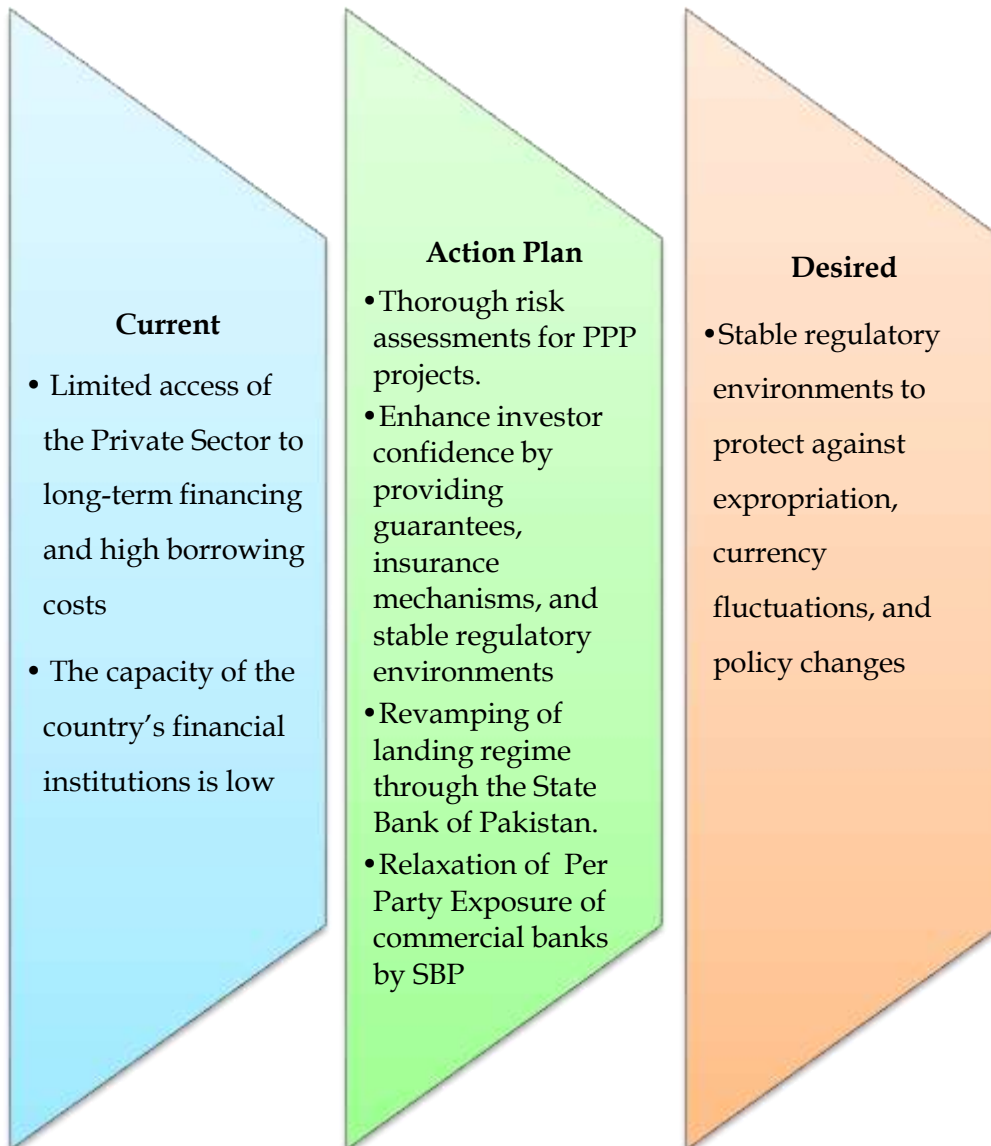 Current
• Limited access of
the Private Sector to
long-term financing
and high borrowing
costs
• The capacity of the
country’s financial
institutions is low
Action Plan
•Thorough risk
assessments for PPP
projects.
•Enhance investor
confidence by
providing
guarantees,
insurance
mechanisms, and
stable regulatory
environments
•Revamping of
landing regime
through the State
Bank of Pakistan.
•Relaxation of Per
Party Exposure of
commercial banks
by SBP
Desired
•Stable regulatory
environments to
protect against
expropriation,
currency
fluctuations, and
policy changes